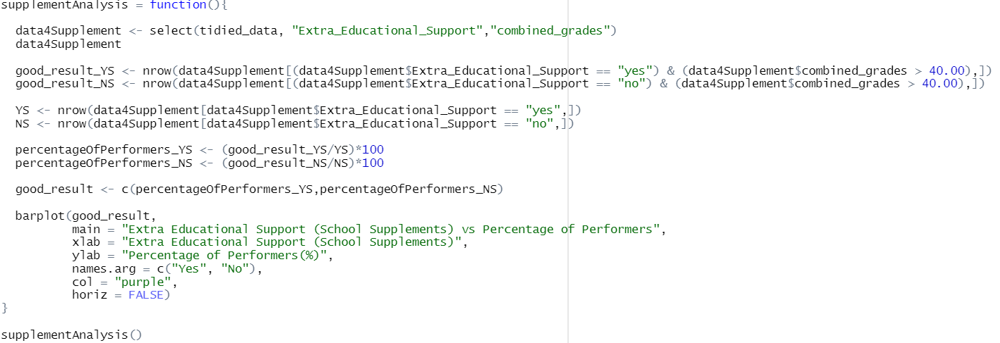 supplementAnalysis = function(){
data4Supplement <- select(tidied_data, "Extra_Educational_Support","combined_grades")
data4Supplement
good_result_YS <- nrow(data4Supplement[(data4Supplement$Extra_Educational_Support == "yes") & (data4Supplement$combined_grades > 40.00),])
good_result_NS <- nrow(data4Supplement[(data4Supplement$Extra_Educational_Support == "no") & (data4Supplement$combined_grades > 40.00),])
YS <- nrow(data4Supplement[data4Supplement$Extra_Educational_Support == "yes",])
NS <- nrow(data4Supplement[data4Supplement$Extra_Educational_Support == "no",])
percentageOfPerformers_YS <- (good_result_YS/YS)*100
percentageOfPerformers_NS <- (good_result_NS/NS)*100
good_result <- c(percentageOfPerformers_YS,percentageOfPerformers_NS)
barplot(good_result,
main = "Extra Educational Support (School Supplements) vs Percentage of Performers",
xlab = "Extra Educational Support (School Supplements)",
ylab = "Percentage of Performers(%)",
names.arg = c("Yes", "No"),
col = "purple",
horiz = FALSE)
}
supplementAnalysis()